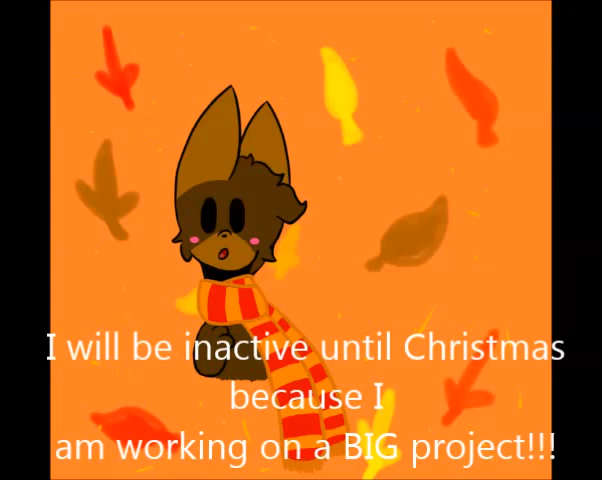 I will be inactive until Christmas
because I
am working on a BIG project!!!